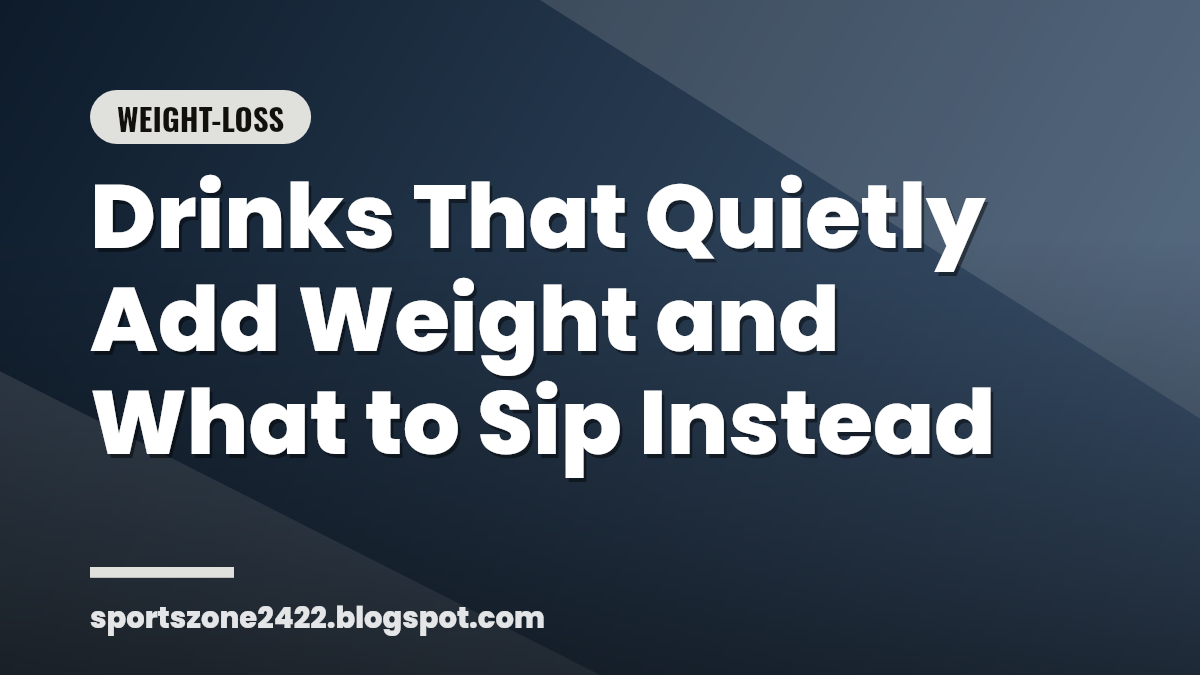 WEIGHT-LOSS
Drinks That Quietly
Add Weight and
What to Sip Instead
sportszone2422.blogspot.com